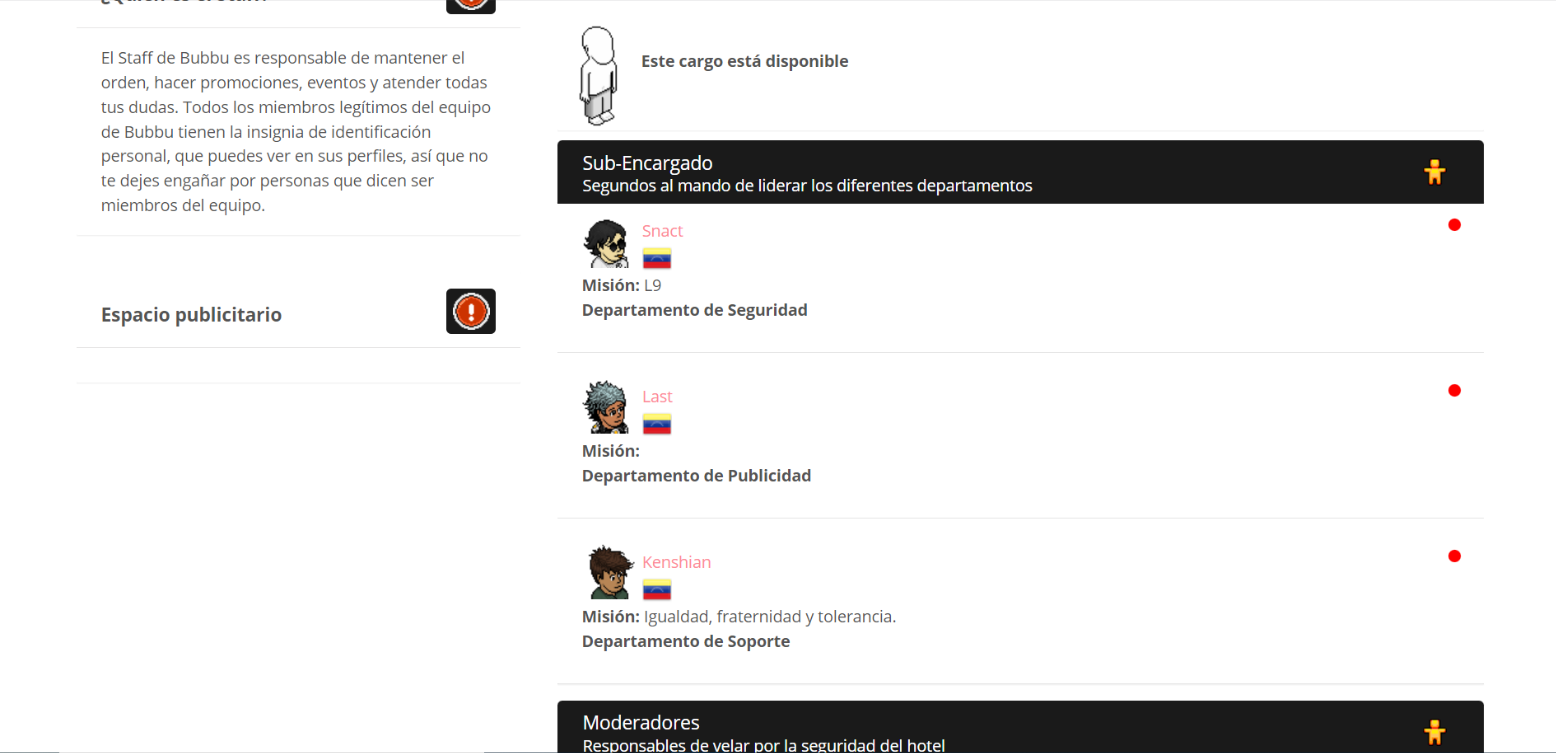 El Staff de Bubbu es responsable de mantener el
orden, hacer promociones, eventos y atender todas
tus dudas. Todos los miembros legítimos del equipo
de Bubbu tienen la insignia de identificación
personal, que puedes ver en sus perfiles, así que no
te dejes engañar por personas que dicen ser
miembros del equipo.
Espacio publicitario
Este cargo está disponible
Sub-Encargado
Segundos al mando de liderar los diferentes departamentos
Snact
Misión: L9
Departamento de Seguridad
Last
Misión:
Departamento de Publicidad
Kenshian
Misión: Igualdad, fraternidad y tolerancia.
Departamento de Soporte
Moderadores
Responsables de velar por la seguridad del hotel